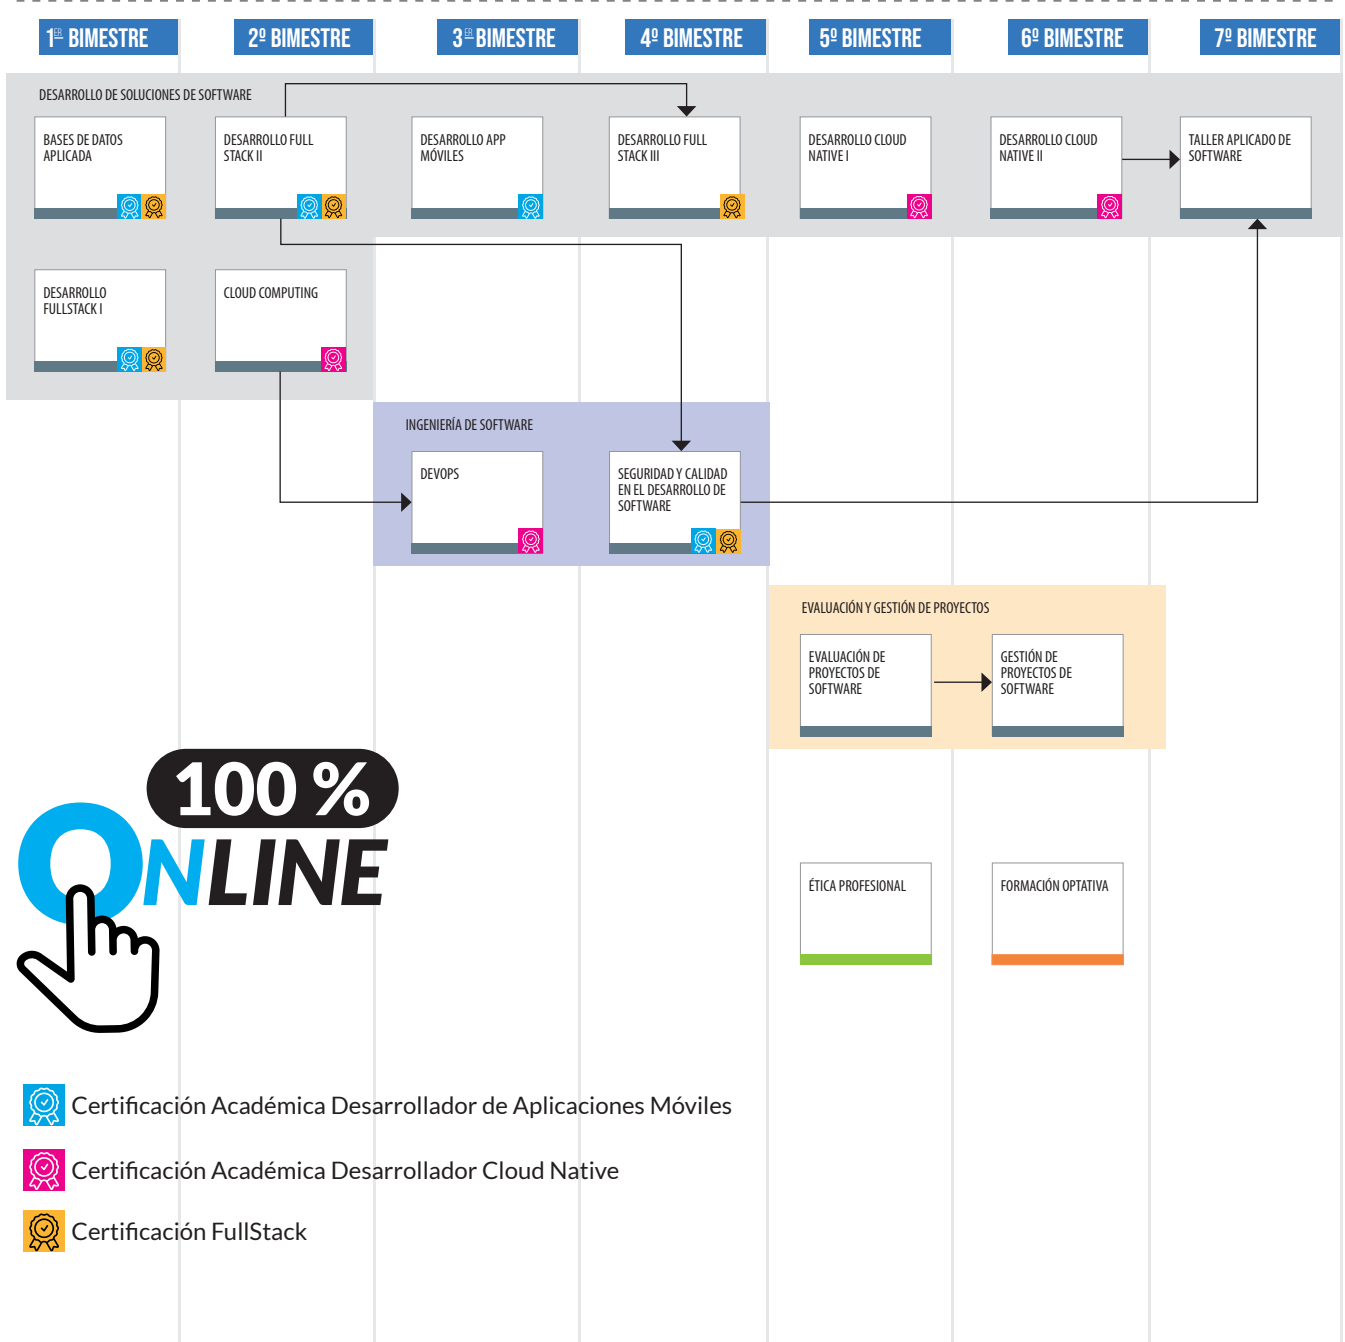 1ER BIMESTRE
2º BIMESTRE
3ER BIMESTRE
4º BIMESTRE
5º BIMESTRE
6º BIMESTRE
7º BIMESTRE
DESARROLLO DE SOLUCIONES DE SOFTWARE
BASES DE DATOS
APLICADA
DESARROLLO FULL
STACK II
DESARROLLO APP
MÓVILES
DESARROLLO FULL
STACK III
DESARROLLO CLOUD
NATIVE I
DESARROLLO CLOUD
NATIVE II
TALLER APLICADO DE
SOFTWARE
DESARROLLO
FULLSTACK I
CLOUD COMPUTING
INGENIERÍA DE SOFTWARE
DEVOPS
SEGURIDAD Y CALIDAD
EN EL DESARROLLO DE
SOFTWARE
EVALUACIÓN Y GESTIÓN DE PROYECTOS
EVALUACIÓN DE
PROYECTOS DE
SOFTWARE
GESTIÓN DE
PROYECTOS DE
SOFTWARE
100 %
ONLINE
ÉTICA PROFESIONAL
FORMACIÓN OPTATIVA
Certificación Académica Desarrollador de Aplicaciones Móviles
Certificación Académica Desarrollador Cloud Native
Certificación FullStack